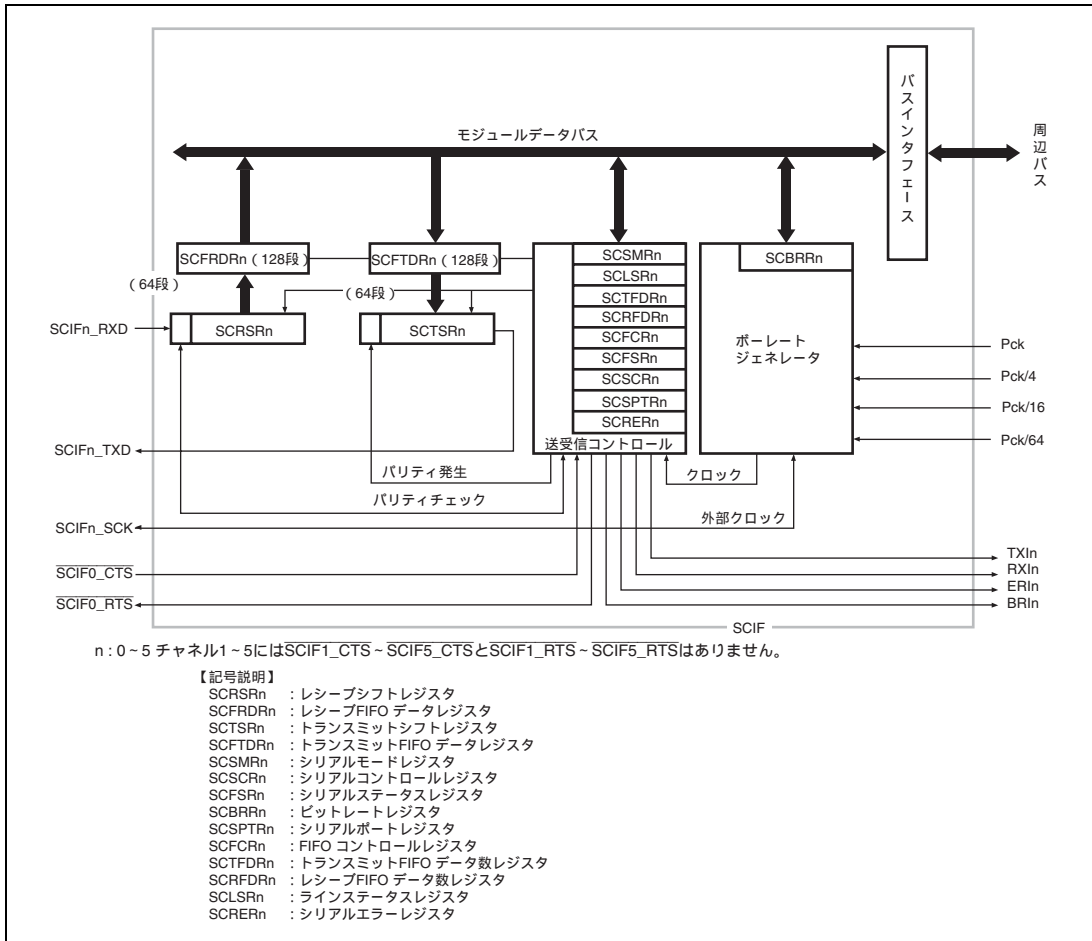 バスインタフェース
周辺バス
モジュールデータバス
SCFRDRn（128段）
SCFTDRn（128段）
SCSMRn
SCBRRn
SCLSRn
（64段）
（64段）
SCTFDRn
SCRFDRn
SCIFn_RXD
SCRSRn
SCTSRn
SCFCRn
ボーレート
ジェネレータ
Pck
SCFSRn
SCSCRn
Pck/4
SCSPTRn
Pck/16
SCRERn
送受信コントロール
Pck/64
SCIFn_TXD
パリティ発生
クロック
パリティチェック
外部クロック
SCIFn_SCK
TXIn
SCIF0_CTS
RXIn
ERIn
SCIF0_RTS
BRIn
SCIF
n : 0～5 チャネル1～5にはSCIF1_CTS～SCIF5_CTSとSCIF1_RTS～SCIF5_RTSはありません。
【記号説明】
SCRSRn ：レシーブシフトレジスタ
SCFRDRn ：レシーブFIFO データレジスタ
SCTSRn ：トランスミットシフトレジスタ
SCFTDRn ：トランスミットFIFO データレジスタ
SCSMRn ：シリアルモードレジスタ
SCSCRn ：シリアルコントロールレジスタ
SCFSRn ：シリアルステータスレジスタ
SCBRRn ：ビットレートレジスタ
SCSPTRn ：シリアルポートレジスタ
SCFCRn ：FIFO コントロールレジスタ
SCTFDRn ：トランスミットFIFO データ数レジスタ
SCRFDRn ：レシーブFIFO データ数レジスタ
SCLSRn ：ラインステータスレジスタ
SCRERn ：シリアルエラーレジスタ